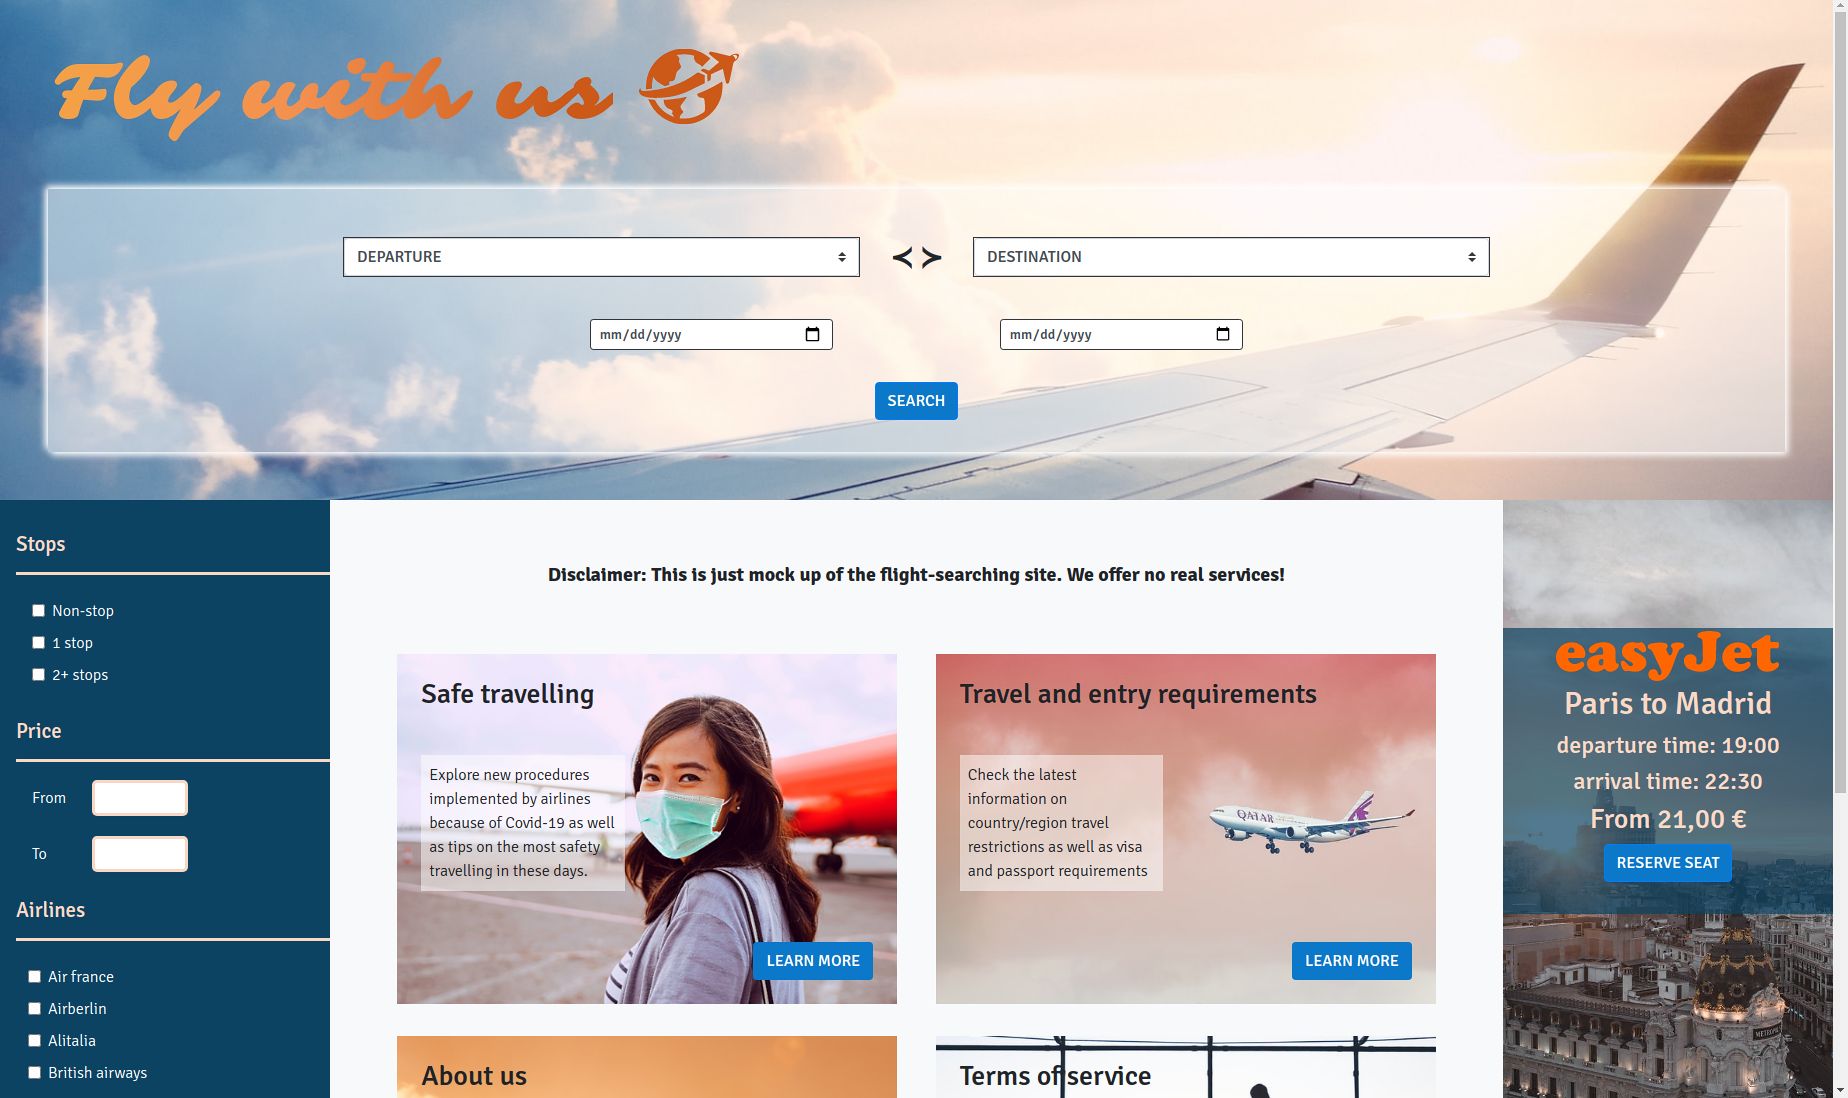 Fly with us
DEPARTURE
DESTINATION
mm/dd/yyyy
mm/dd/yyyy
SEARCH
Stops
Non-stop
1 stop
2+ stops
Price
From
To
Airlines
Air france
Airberlin
Alitalia
British airways
Disclaimer: This is just mock up of the flight-searching site. We offer no real services!
Safe travelling
Explore new procedures
implemented by airlines
because of Covid-19 as well
as tips on the most safety
travelling in these days.
LEARN MORE
Travel and entry requirements
Check the latest
information on
country/region travel
restrictions as well as visa
and passport requirements
QATAR
LEARN MORE
About us
Terms of service
easyJet
Paris to Madrid
departure time: 19:00
arrival time: 22:30
From 21,00 €
RESERVE SEAT
METROPOLIS